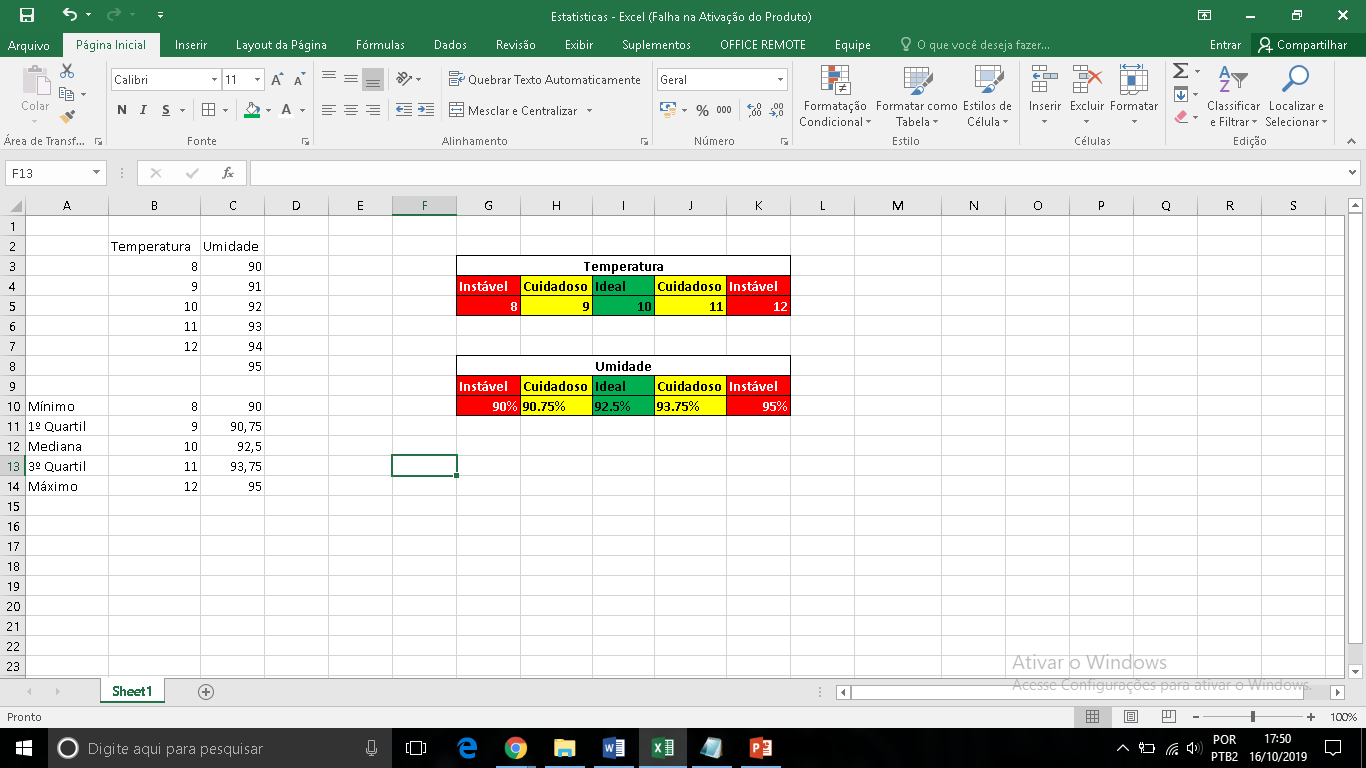 Estatisticas - Excel (Falha na Ativação do Produto)
Arquivo Página Inicial Inserir Layout da Página Fórmulas Dados Revisão Exibir Suplementos OFFICE REMOTE Equipe O que você deseja fazer... Entrar Compartilhar
Colar
Calibri 11
N I S
A A A
Quebrar Texto Automaticamente
Mesclar e Centralizar
Geral
% 000
Formatação Condicional
Formatar como Tabela
Estilos de Célula
Inserir Excluir Formatar
Classificar e Filtrar
Localizar e Selecionar
Área de Transf... Fonte Alinhamento Número Estilo Células Edição
F13 fx
A B C D E F G H I J K L M N O P Q R S
1
2 Temperatura Umidade
3 8 90 Temperatura
4 9 91 Instável Cuidadoso Ideal Cuidadoso Instável
5 10 92 8 9 10 11 12
6 11 93
7 12 94
8 95 Umidade
9 Instável Cuidadoso Ideal Cuidadoso Instável
10 Mínimo 8 90 90% 90.75% 92.5% 93.75% 95%
11 1º Quartil 9 90,75
12 Mediana 10 92,5
13 3º Quartil 11 93,75
14 Máximo 12 95
15
16
17
18
19
20
21
22
23
Ativar o Windows
Acesse Configurações para ativar o Windows.
Sheet1
Pronto 100%
Digite aqui para pesquisar
POR 17:50
PTB2 16/10/2019